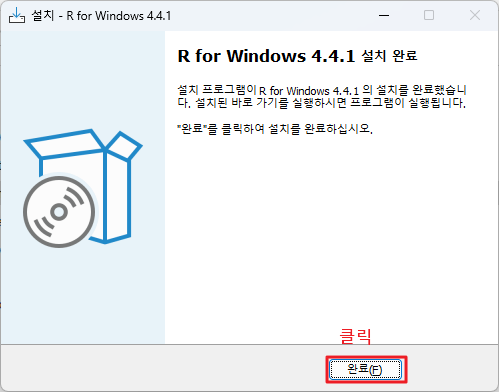 설치 - R for Windows 4.4.1
R for Windows 4.4.1 설치 완료
설치 프로그램이 R for Windows 4.4.1 의 설치를 완료했습니
다. 설치된 바로 가기를 실행하시면 프로그램이 실행됩니다.
"완료"를 클릭하여 설치를 완료하십시오.
클릭
완료(F)